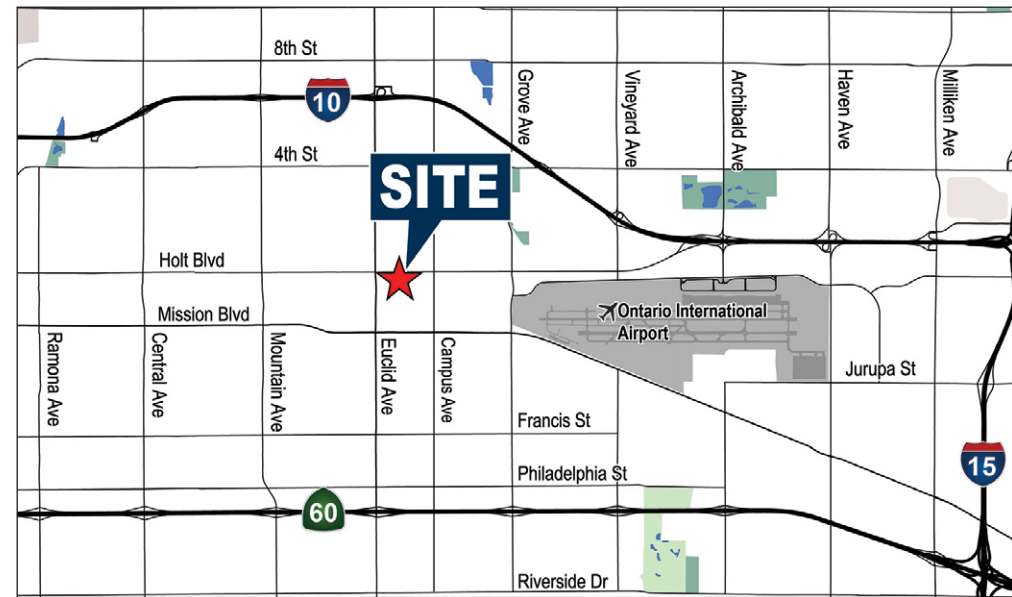 8th St
10
Grove Ave
Vineyard Ave
Archibald Ave
Haven Ave
Milliken Ave
4th St
SITE
Holt Blvd
Mission Blvd
Ontario International
Airport
Ramona Ave
Central Ave
Mountain Ave
Euclid Ave
Campus Ave
Jurupa St
Francis St
15
Philadelphia St
60
Riverside Dr